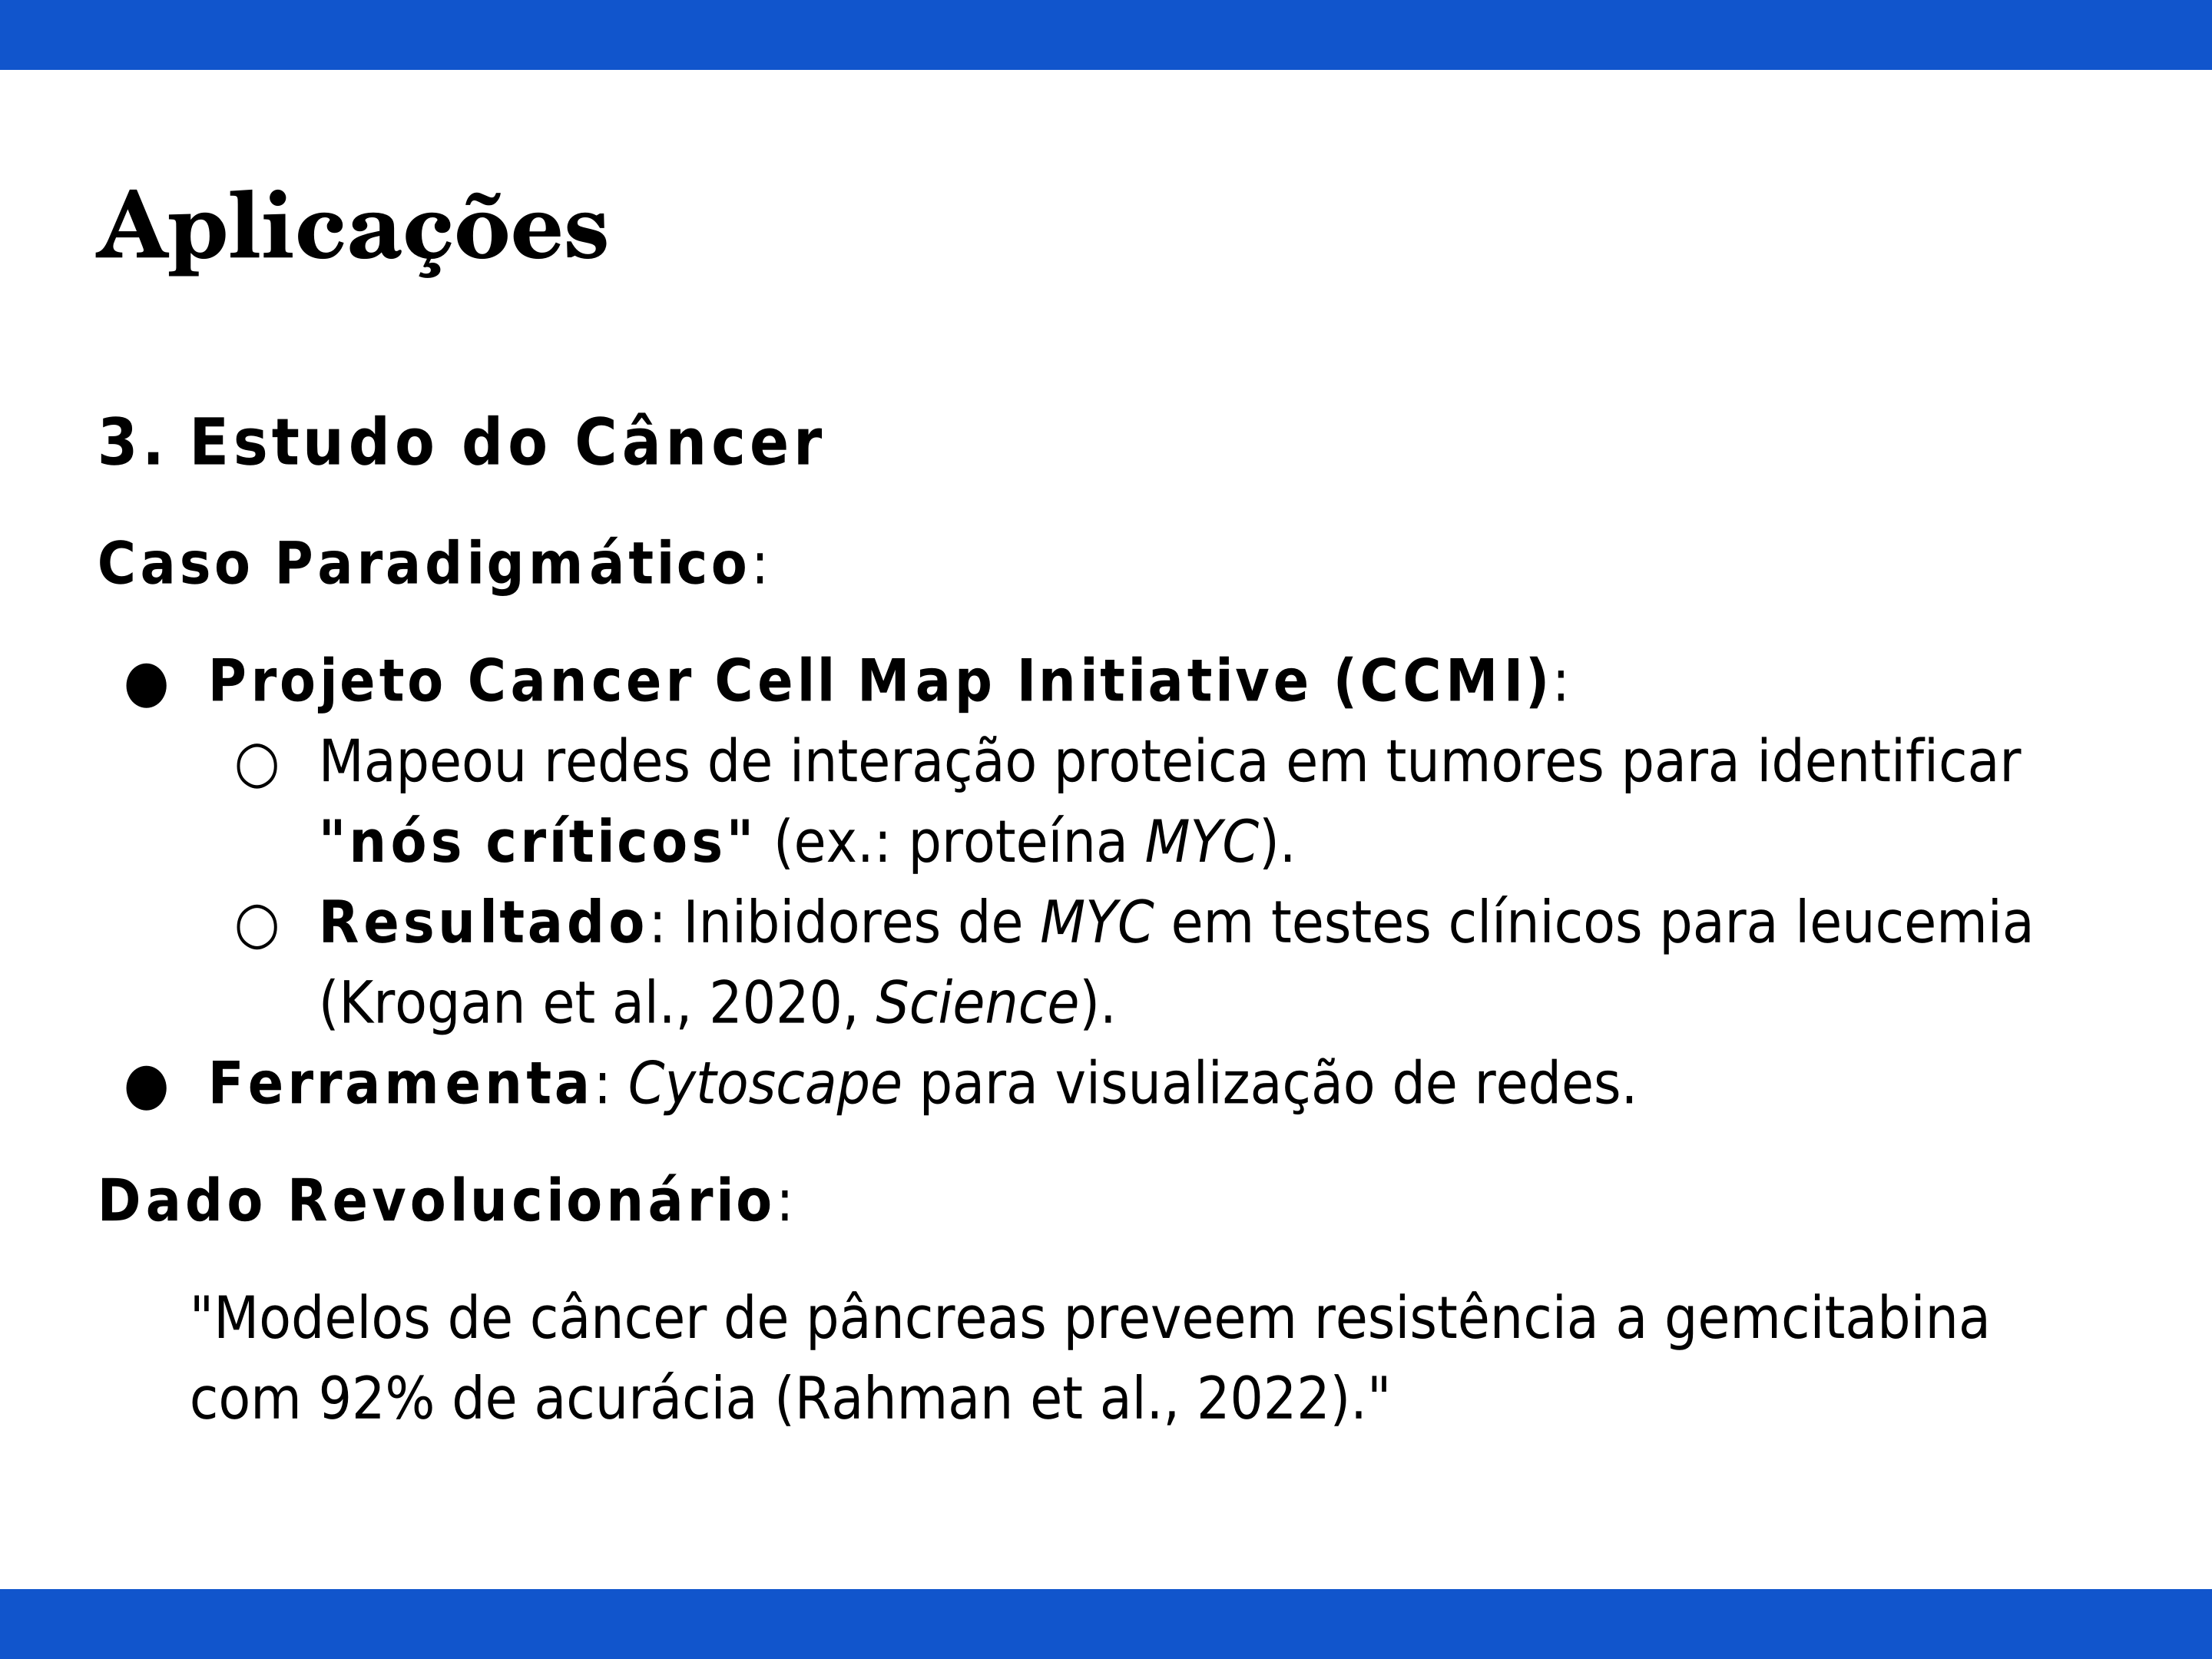 Aplicações
3. Estudo do Câncer
Caso Paradigmático:
● Projeto Cancer Cell Map Initiative (CCMI):
○ Mapeou redes de interação proteica em tumores para identificar
"nós críticos" (ex.: proteína MYC).
○ Resultado: Inibidores de MYC em testes clínicos para leucemia
(Krogan et al., 2020, Science).
● Ferramenta: Cytoscape para visualização de redes.
Dado Revolucionário:
"Modelos de câncer de pâncreas preveem resistência a gemcitabina
com 92% de acurácia (Rahman et al., 2022)."